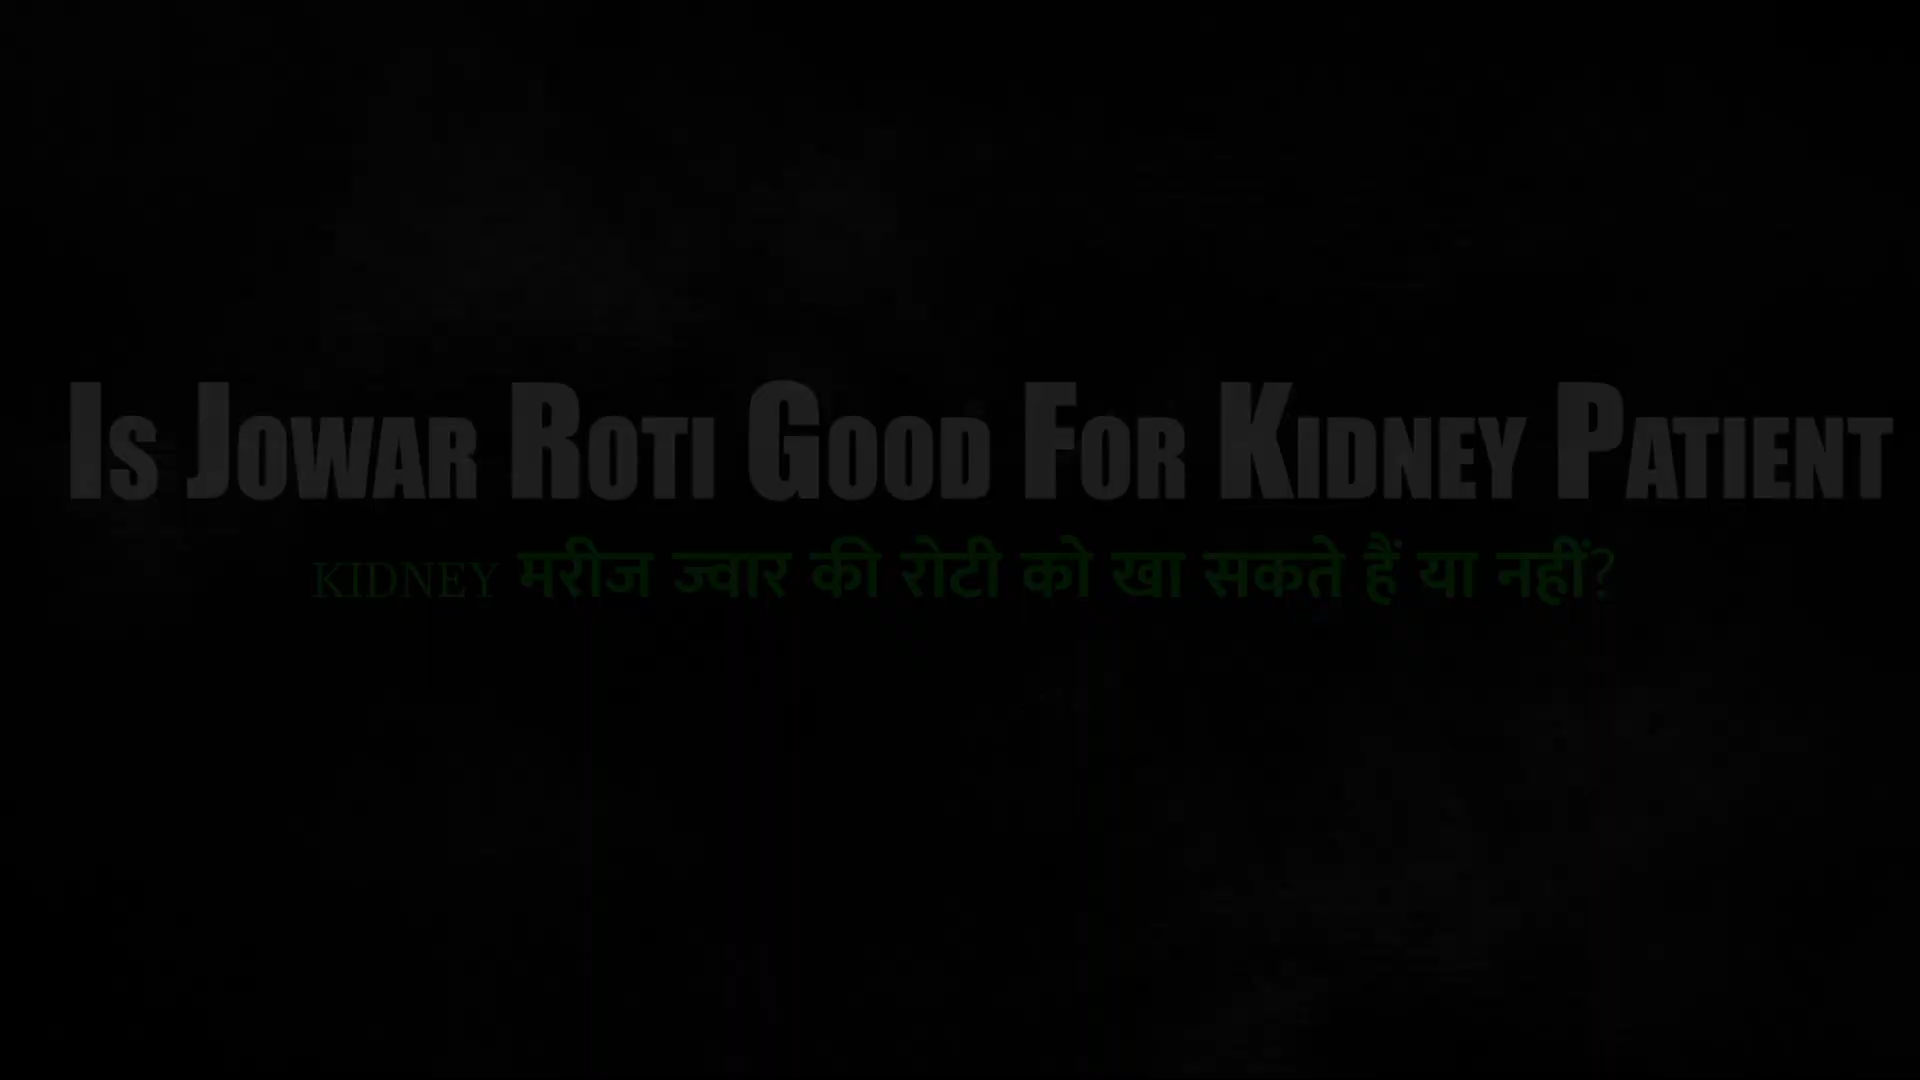 Is Jowar Roti Good For Kidney Patient
KIDNEY मरीज ज्वार की रोटी को खा सकते हैं या नहीं?